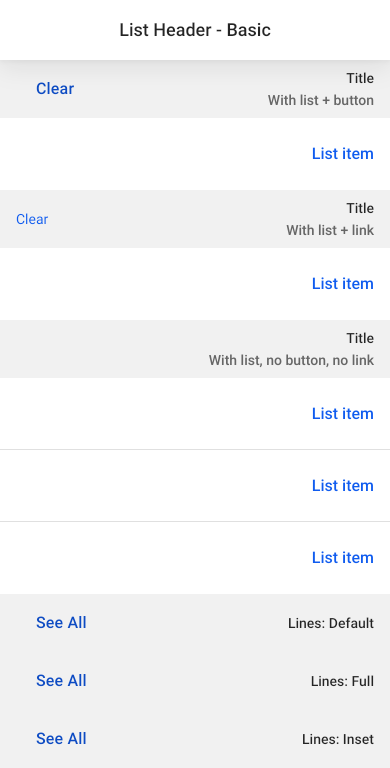 List Header - Basic
Title
With list + button
Clear
List item
Title
With list + link
Clear
List item
Title
With list, no button, no link
List item
List item
List item
Lines: Default
See All
Lines: Full
See All
Lines: Inset
See All